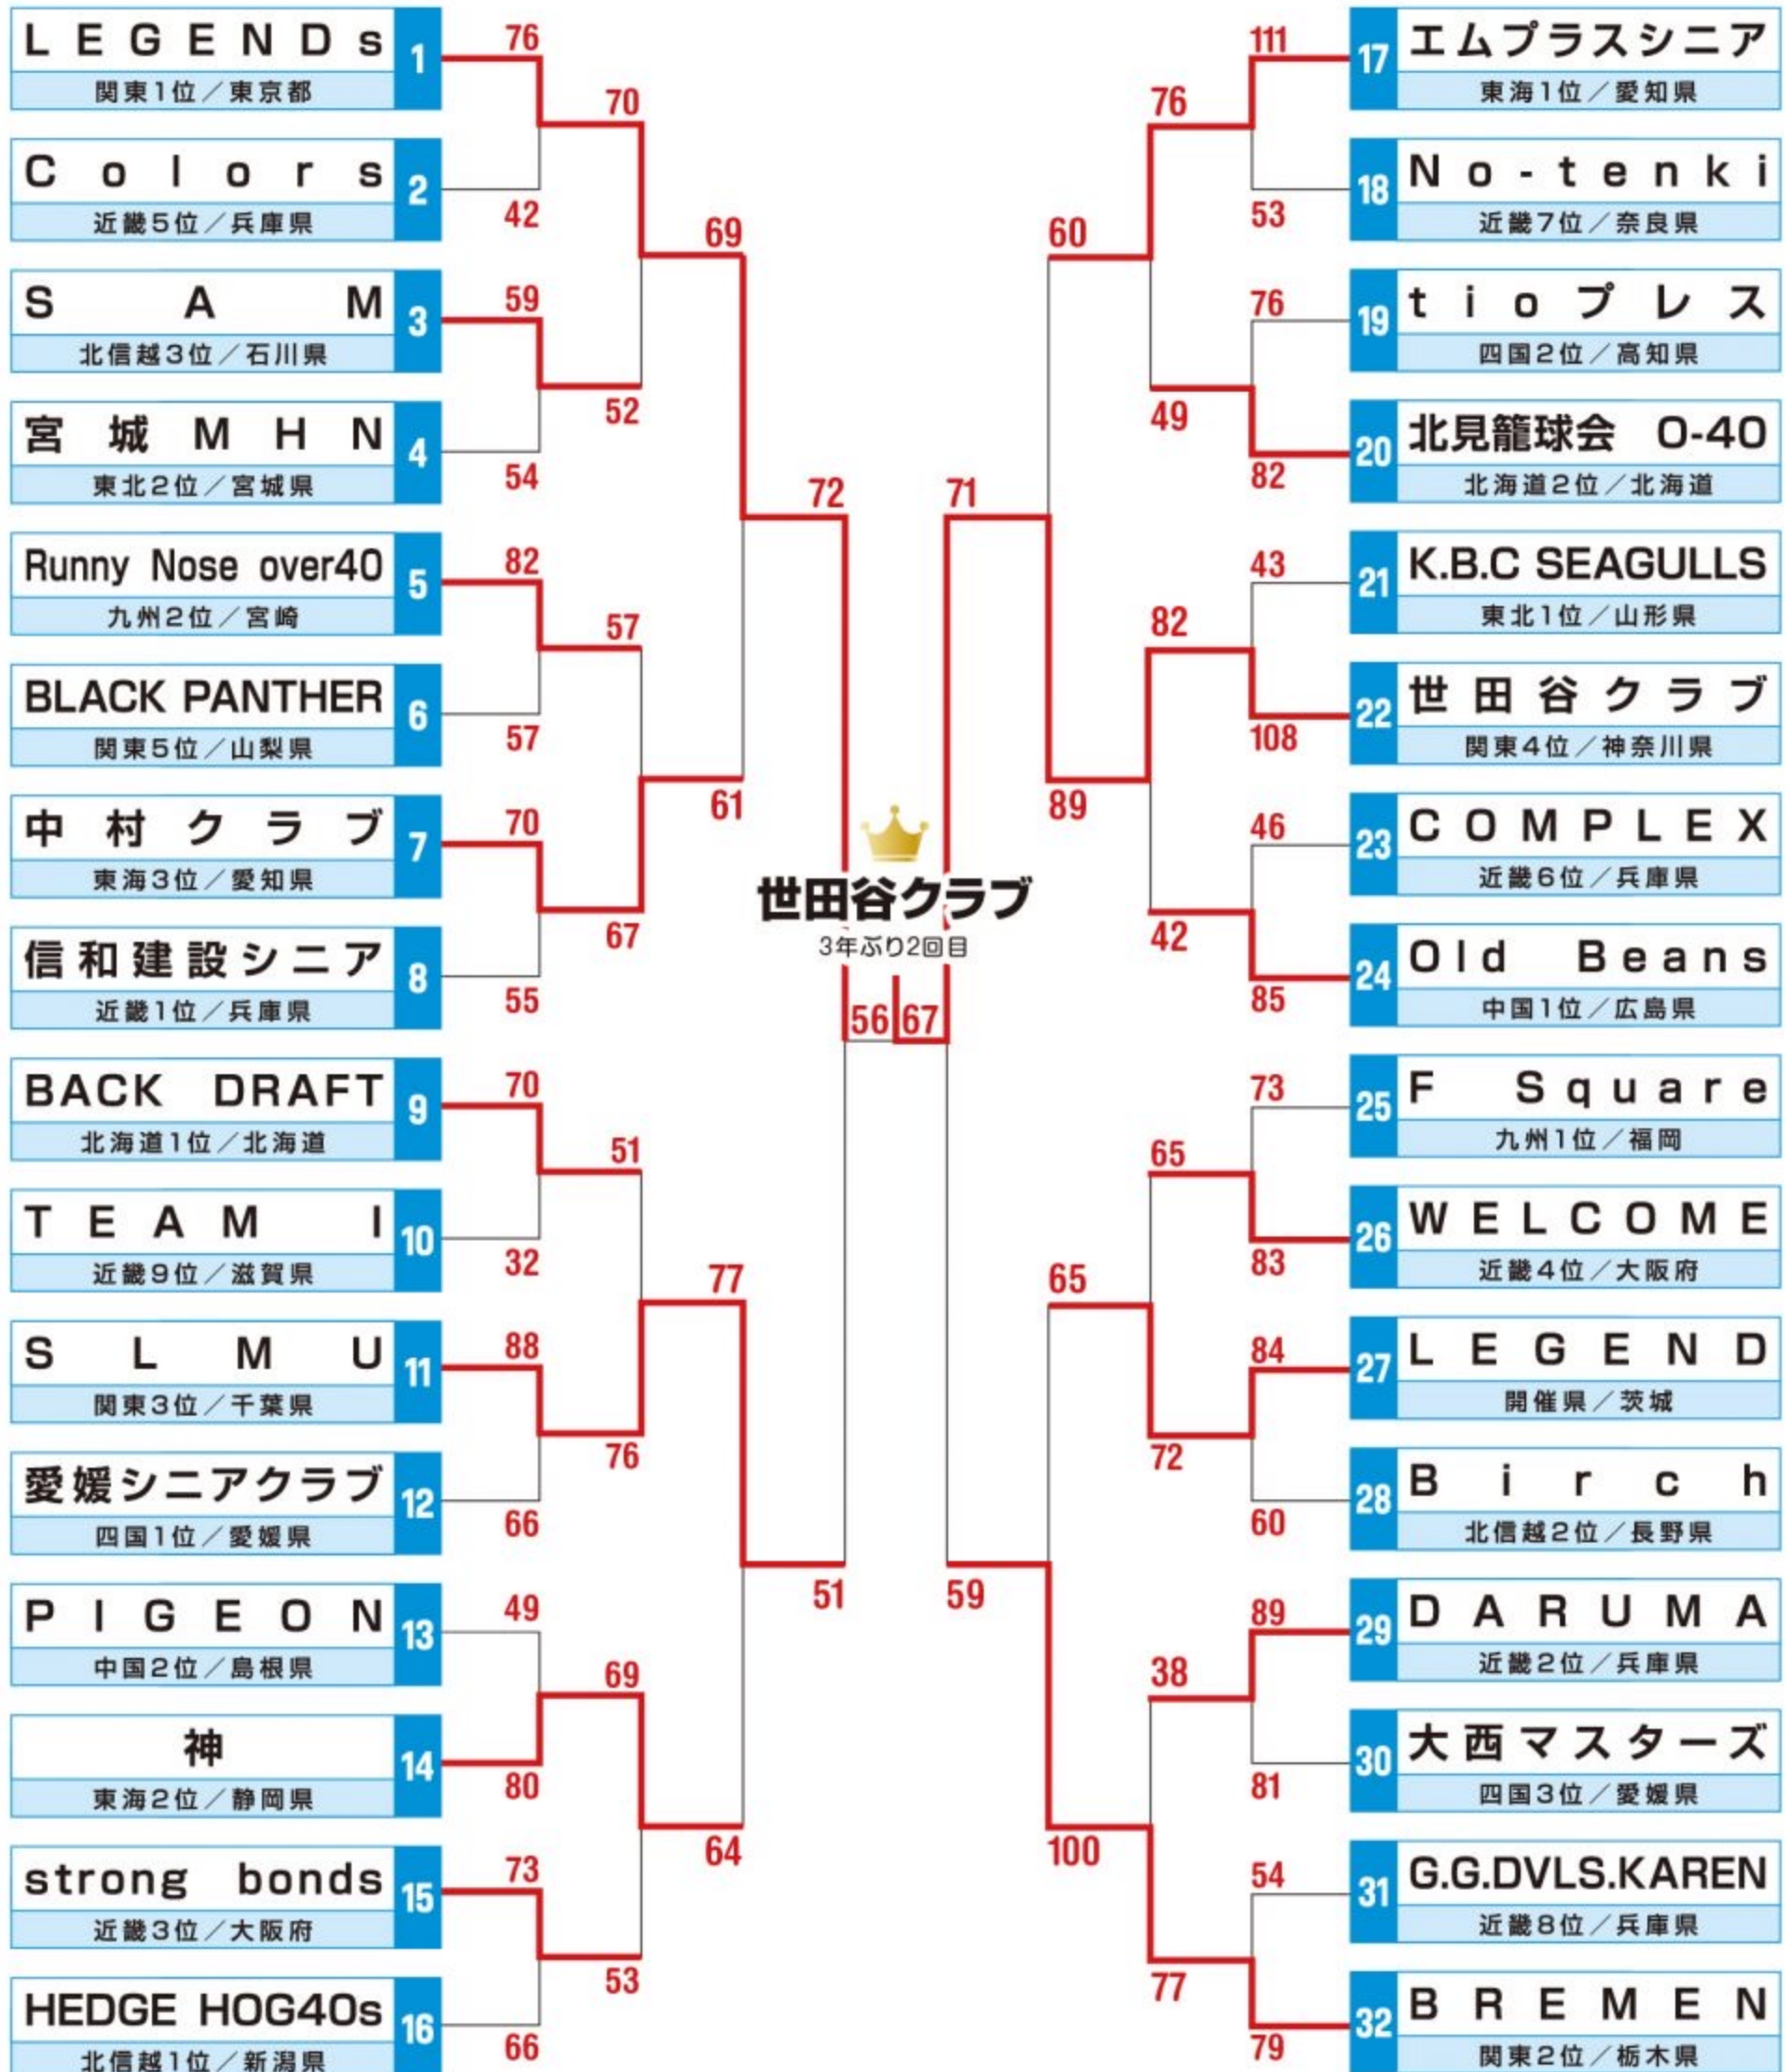 LEGENDs
1
関東1位／東京都
76
70
Colors
2
近畿5位／兵庫県
42
69
SAM
3
北信越3位／石川県
59
52
宮城MHN
4
東北2位／宮城県
54
72
Runny Nose over40
5
九州2位／宮崎
82
57
BLACK PANTHER
6
関東5位／山梨県
57
61
中村クラブ
7
東海3位／愛知県
70
67
信和建設シニア
8
近畿1位／兵庫県
55
BACK DRAFT
9
北海道1位／北海道
70
51
TEAM I
10
近畿9位／滋賀県
32
77
SLMU
11
関東3位／千葉県
88
76
愛媛シニアクラブ
12
四国1位／愛媛県
66
51
PIGEON
13
中国2位／島根県
49
69
神
14
東海2位／静岡県
80
64
strong bonds
15
近畿3位／大阪府
73
53
HEDGE HOG40s
16
北信越1位／新潟県
66
世田谷クラブ
3年ぶり2回目
56
67
111
17
エムプラスシニア
東海1位／愛知県
76
18
No-tenki
近畿7位／奈良県
53
60
76
19
tioプレス
四国2位／高知県
49
20
北見籠球会 O-40
北海道2位／北海道
82
71
43
21
K.B.C SEAGULLS
東北1位／山形県
82
22
世田谷クラブ
関東4位／神奈川県
108
89
46
23
COMPLEX
近畿6位／兵庫県
42
24
Old Beans
中国1位／広島県
85
73
25
F Square
九州1位／福岡
65
26
WELCOME
近畿4位／大阪府
83
65
84
27
LEGEND
開催県／茨城
72
28
Birch
北信越2位／長野県
60
59
89
29
DARUMA
近畿2位／兵庫県
38
30
大西マスターズ
四国3位／愛媛県
81
100
54
31
G.G.DVLS.KAREN
近畿8位／兵庫県
77
32
BREMEN
関東2位／栃木県
79